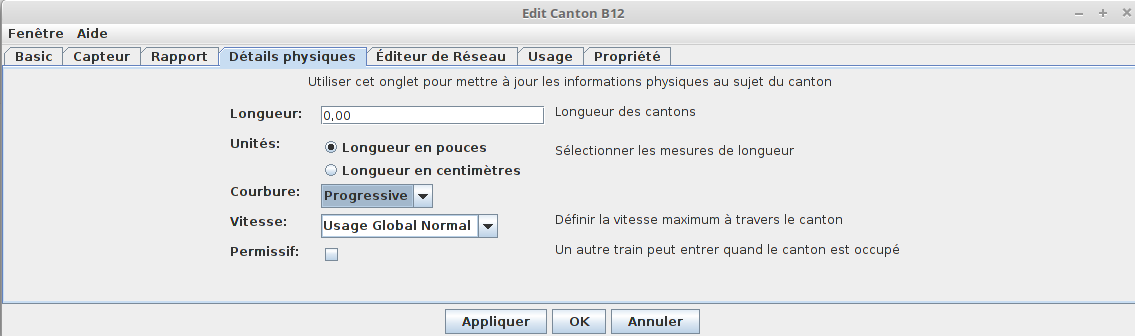 Edit Canton B12
Fenêtre Aide
Basic Capteur Rapport Détails physiques Éditeur de Réseau Usage Propriété
Utiliser cet onglet pour mettre à jour les informations physiques au sujet du canton
Longueur: 0,00 Longueur des cantons
Unités: Longueur en pouces Sélectionner les mesures de longueur
Longueur en centimètres
Courbure: Progressive
Vitesse: Usage Global Normal Définir la vitesse maximum à travers le canton
Permissif: Un autre train peut entrer quand le canton est occupé
Appliquer OK Annuler